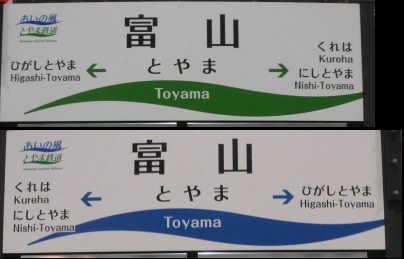 あいの風
とやま鉄道
富山
とやま
Toyama
ひがしとやま
Higashi-Toyama
くれは
Kureha
にしとやま
Nishi-Toyama
あいの風
とやま鉄道
富山
とやま
Toyama
くれは
Kureha
にしとやま
Nishi-Toyama
ひがしとやま
Higashi-Toyama